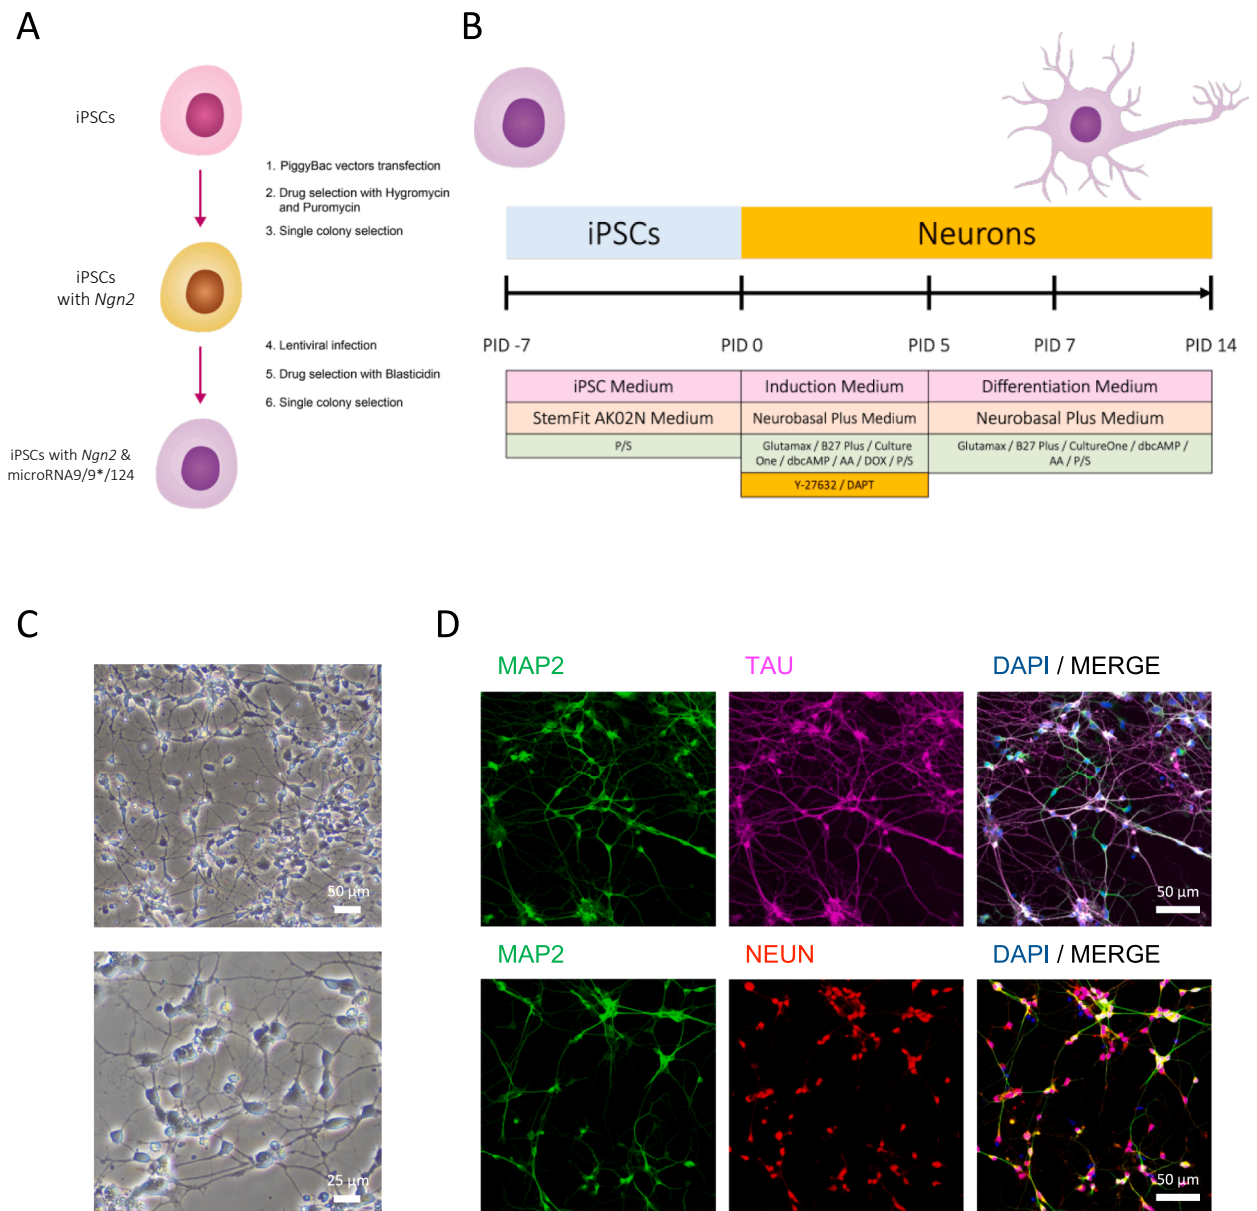 A
iPSCs
1. PiggyBac vectors transfection
2. Drug selection with Hygromycin
and Puromycin
3. Single colony selection
iPSCs
with Ngn2
4. Lentiviral infection
5. Drug selection with Blasticidin
6. Single colony selection
iPSCs with Ngn2 &
microRNA9/9*/124
B
iPSCs
Neurons
PID -7
PID 0
PID 5
PID 7
PID 14
iPSC Medium
Induction Medium
Differentiation Medium
StemFit AK02N Medium
Neurobasal Plus Medium
Neurobasal Plus Medium
P/S
Glutamax / B27 Plus / Culture
One / dbcAMP / AA / DOX / P/S
Glutamax / B27 Plus / CultureOne / dbcAMP /
AA / P/S
Y-27632 / DAPT
C
50 µm
25 µm
D
MAP2
TAU
DAPI / MERGE
50 µm
MAP2
NEUN
DAPI / MERGE
50 µm